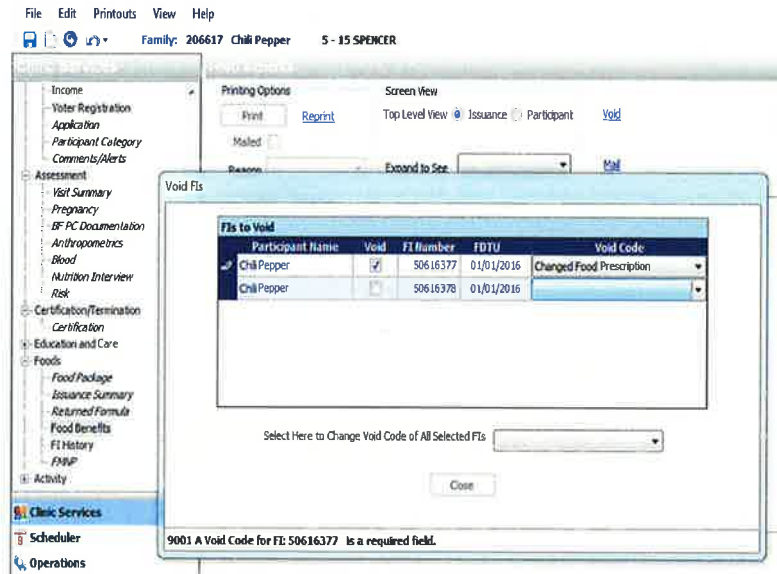 File Edit Printouts View Help
Family: 206617 Chili Pepper 5 - 15 SPENCER
Clinic Services
Income
Voter Registration
Application
Participant Category
Comments/Alerts
Assessment
Visit Summary
Pregnancy
BF PC Documentation
Anthropometrics
Blood
Nutrition Interview
Risk
Certification/Termination
Certification
Education and Care
Foods
Food Package
Issuance Summary
Returned Formula
Food Benefits
FI History
FMNP
Activity
Clinic Services
Scheduler
Operations
Printing Options Screen View
Print Reprint Top Level View Issuance Participant Void
Mailed
Reason Expand to See Mail
Void FIs
FIs to Void
Participant Name Void FI Number FDTU Void Code
Chili Pepper 50616377 01/01/2016 Changed Food Prescription
Chili Pepper 50616378 01/01/2016
Select Here to Change Void Code of All Selected FIs
Close
9001 A Void Code for FI: 50616377 is a required field.